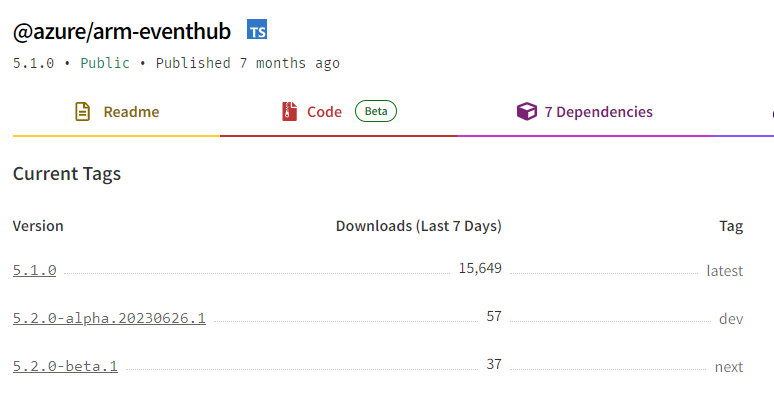 @azure/arm-eventhub TS
5.1.0 • Public • Published 7 months ago
Readme Code Beta 7 Dependencies
Current Tags
Version Downloads (Last 7 Days) Tag
5.1.0 15,649 latest
5.2.0-alpha.20230626.1 57 dev
5.2.0-beta.1 37 next